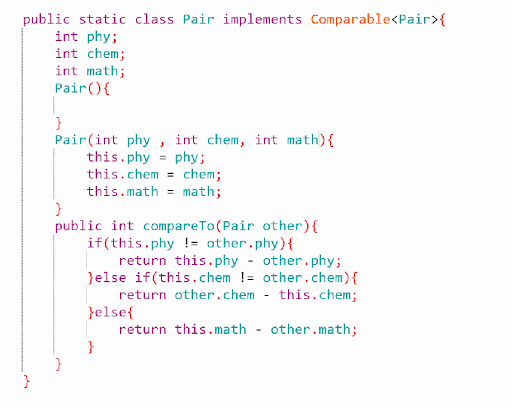 public static class Pair implements Comparable<Pair>{
    int phy;
    int chem;
    int math;
    Pair(){

    }
    Pair(int phy , int chem, int math){
        this.phy = phy;
        this.chem = chem;
        this.math = math;
    }
    public int compareTo(Pair other){
        if(this.phy != other.phy){
            return this.phy - other.phy;
        }else if(this.chem != other.chem){
            return other.chem - this.chem;
        }else{
            return this.math - other.math;
        }
    }
}